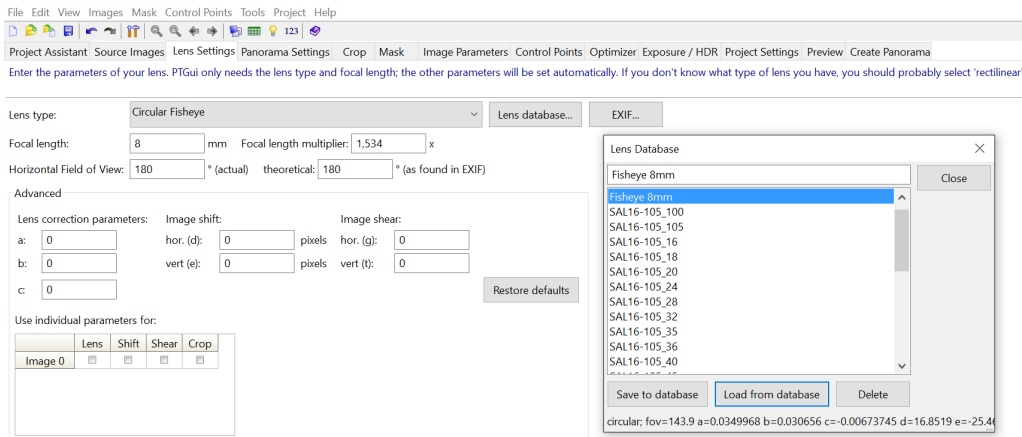 File Edit View Images Mask Control Points Tools Project Help
123
Project Assistant Source Images Lens Settings Panorama Settings Crop Mask Image Parameters Control Points Optimizer Exposure / HDR Project Settings Preview Create Panorama
Enter the parameters of your lens. PTGui only needs the lens type and focal length; the other parameters will be set automatically. If you don't know what type of lens you have, you should probably select 'rectilinear'
Lens type: Circular Fisheye Lens database... EXIF...
Focal length: 8 mm Focal length multiplier: 1,534 x
Horizontal Field of View: 180 ° (actual) theoretical: 180 ° (as found in EXIF)
Advanced
Lens correction parameters: Image shift: Image shear:
a: 0 hor. (d): 0 pixels hor. (g): 0
b: 0 vert (e): 0 pixels vert (t): 0
c: 0
Restore defaults
Use individual parameters for:
Lens Shift Shear Crop
Image 0
Lens Database
Fisheye 8mm
Close
Fisheye 8mm
SAL16-105_100
SAL16-105_105
SAL16-105_16
SAL16-105_18
SAL16-105_20
SAL16-105_24
SAL16-105_28
SAL16-105_32
SAL16-105_35
SAL16-105_36
SAL16-105_40
Save to database Load from database Delete
circular; fov=143.9 a=0.0349968 b=0.030656 c=-0.00673745 d=16.8519 e=-25.46